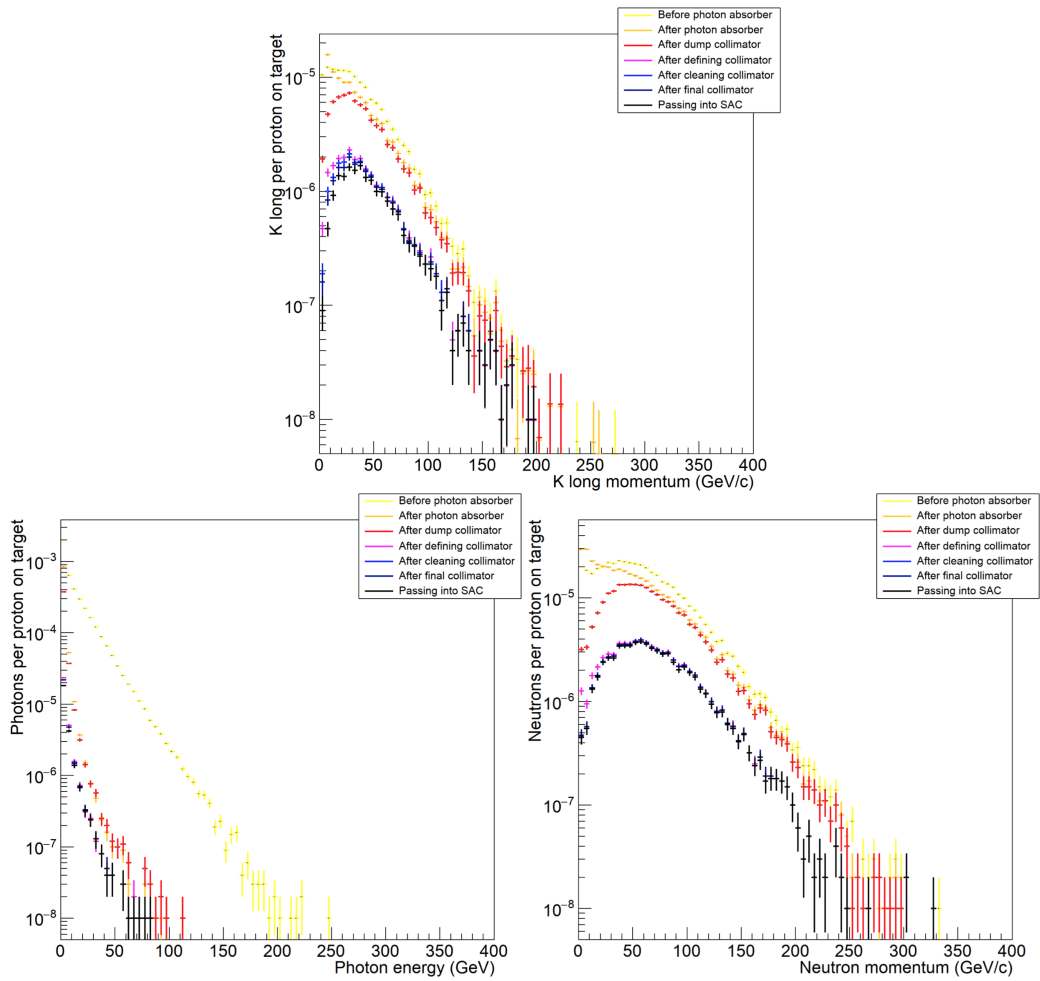 K long per proton on target
Before photon absorber
After photon absorber
After dump collimator
After defining collimator
After cleaning collimator
After final collimator
Passing into SAC
10⁻⁵
10⁻⁶
10⁻⁷
10⁻⁸
0 50 100 150 200 250 300 350 400
K long momentum (GeV/c)
Photons per proton on target
Before photon absorber
After photon absorber
After dump collimator
After defining collimator
After cleaning collimator
After final collimator
Passing into SAC
10⁻³
10⁻⁴
10⁻⁵
10⁻⁶
10⁻⁷
10⁻⁸
0 50 100 150 200 250 300 350 400
Photon energy (GeV)
Neutrons per proton on target
Before photon absorber
After photon absorber
After dump collimator
After defining collimator
After cleaning collimator
After final collimator
Passing into SAC
10⁻⁵
10⁻⁶
10⁻⁷
10⁻⁸
0 50 100 150 200 250 300 350 400
Neutron momentum (GeV/c)